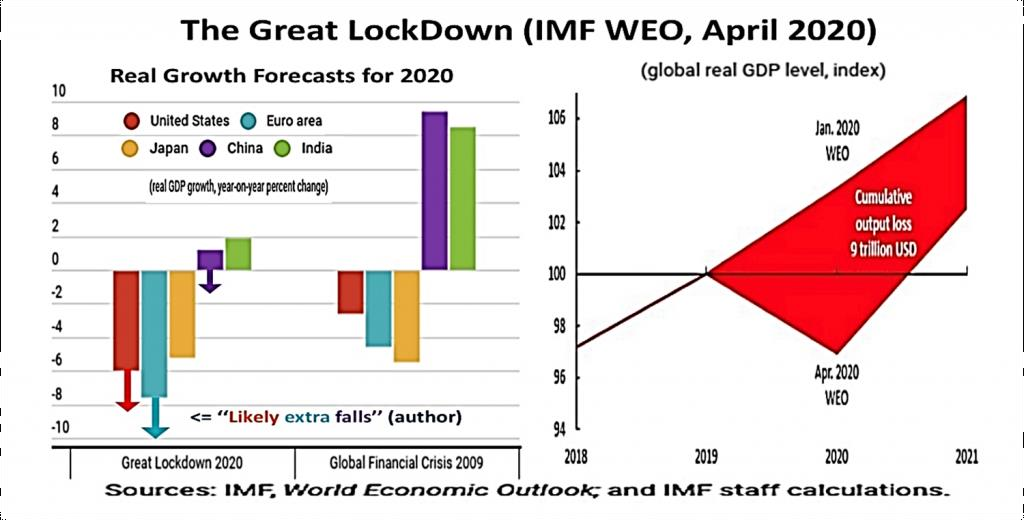 The Great LockDown (IMF WEO, April 2020)
Real Growth Forecasts for 2020
10
8
6
4
2
0
-2
-4
-6
-8
-10
United States Euro area
Japan China India
(real GDP growth, year-on-year percent change)
<= “Likely extra falls” (author)
Great Lockdown 2020 Global Financial Crisis 2009
(global real GDP level, index)
106
104
102
100
98
96
94
Jan. 2020
WEO
Cumulative
output loss
9 trillion USD
Apr. 2020
WEO
2018 2019 2020 2021
Sources: IMF, World Economic Outlook; and IMF staff calculations.